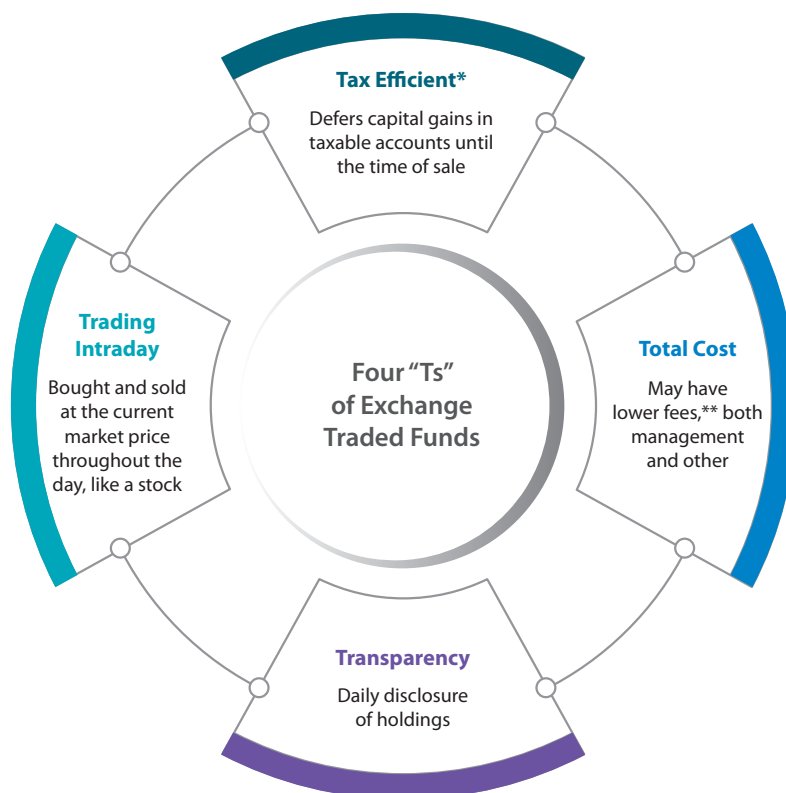 Tax Efficient*
Defers capital gains in
taxable accounts until
the time of sale
Trading
Intraday
Bought and sold
at the current
market price
throughout the
day, like a stock
Four “Ts”
of Exchange
Traded Funds
Total Cost
May have
lower fees,** both
management
and other
Transparency
Daily disclosure
of holdings